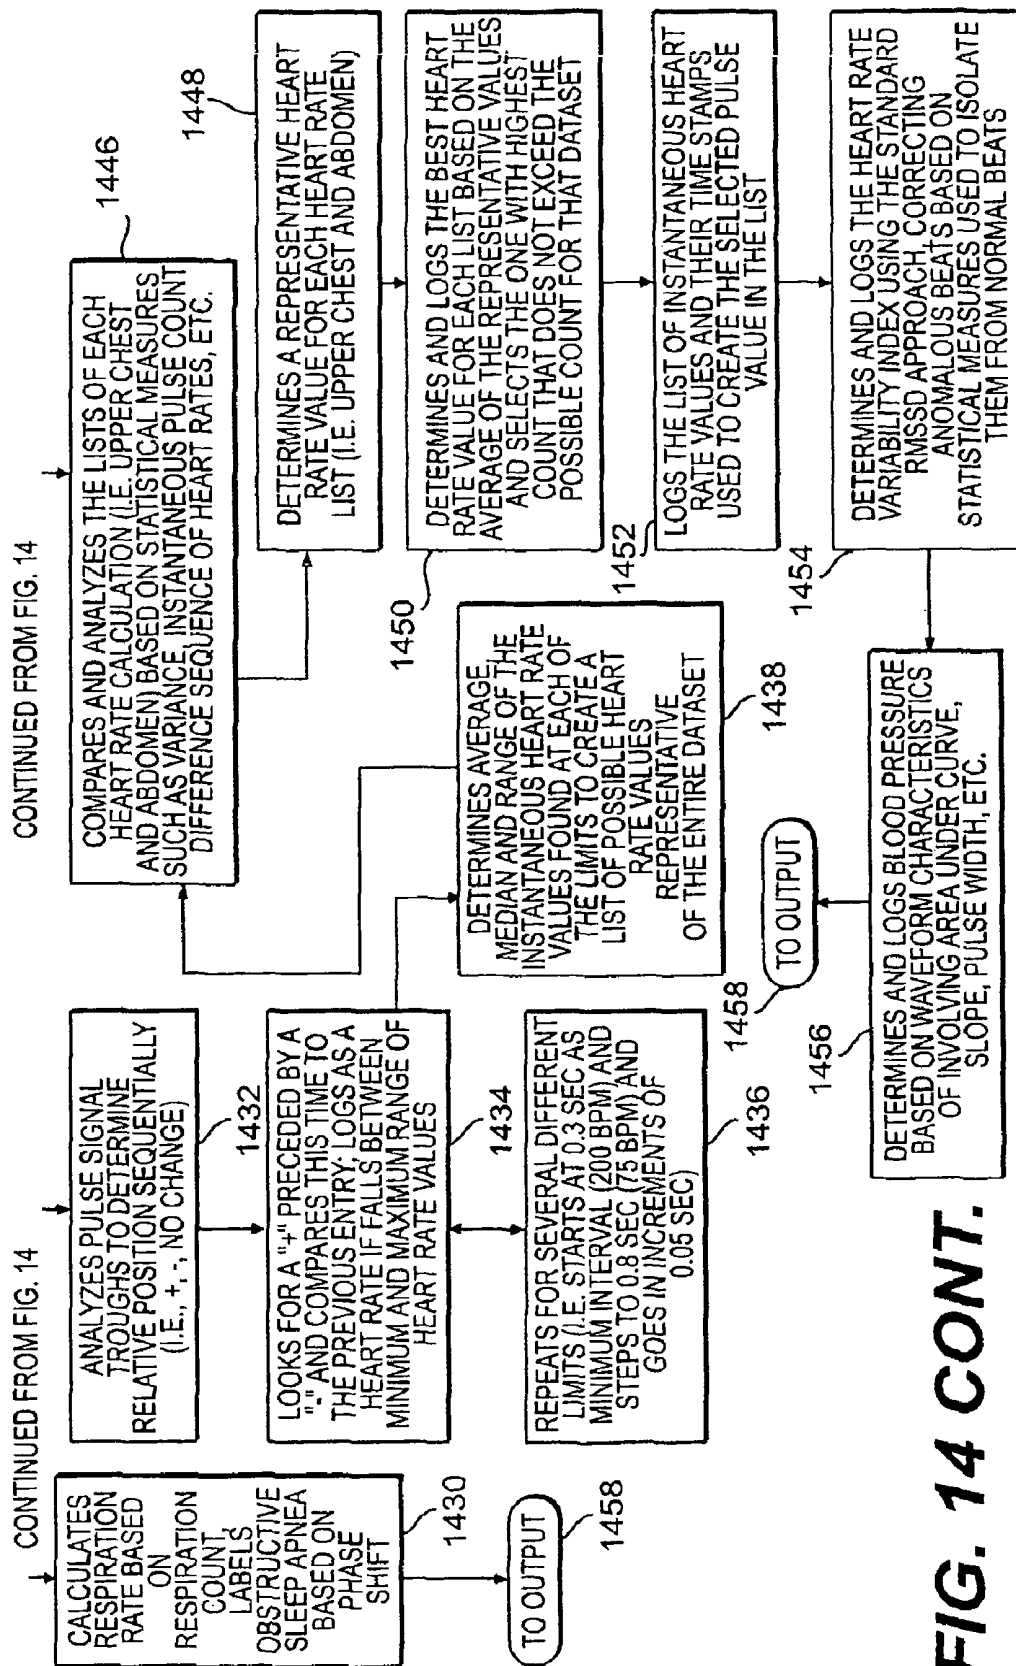 CONTINUED FROM FIG. 14
CALCULATES
RESPIRATION
RATE BASED
ON
RESPIRATION
COUNT,
LABELS
OBSTRUCTIVE
SLEEP APNEA
BASED ON
PHASE
SHIFT
1430
TO OUTPUT
1458
ANALYZES PULSE SIGNAL
TROUGHS TO DETERMINE
RELATIVE POSITION SEQUENTIALLY
(I.E., +, -, NO CHANGE)
1432
LOOKS FOR A "+" PRECEDED BY A
"-" AND COMPARES THIS TIME TO
THE PREVIOUS ENTRY; LOGS AS A
HEART RATE IF FALLS BETWEEN
MINIMUM AND MAXIMUM RANGE OF
HEART RATE VALUES
1434
REPEATS FOR SEVERAL DIFFERENT
LIMITS (I.E. STARTS AT 0.3 SEC AS
MINIMUM INTERVAL (200 BPM) AND
STEPS TO 0.8 SEC (75 BPM) AND
GOES IN INCREMENTS OF
0.05 SEC)
1436
CONTINUED FROM FIG. 14
COMPARES AND ANALYZES THE LISTS OF EACH
HEART RATE CALCULATION (I.E. UPPER CHEST
AND ABDOMEN) BASED ON STATISTICAL MEASURES
SUCH AS VARIANCE, INSTANTANEOUS PULSE COUNT
DIFFERENCE SEQUENCE OF HEART RATES, ETC.
1446
DETERMINES AVERAGE,
MEDIAN AND RANGE OF THE
INSTANTANEOUS HEART RATE
VALUES FOUND AT EACH OF
THE LIMITS TO CREATE A
LIST OF POSSIBLE HEART
RATE VALUES
REPRESENTATIVE
OF THE ENTIRE DATASET
1438
DETERMINES A REPRESENTATIVE HEART
RATE VALUE FOR EACH HEART RATE
LIST (I.E. UPPER CHEST AND ABDOMEN)
1448
DETERMINES AND LOGS THE BEST HEART
RATE VALUE FOR EACH LIST BASED ON THE
AVERAGE OF THE REPRESENTATIVE VALUES
AND SELECTS THE ONE WITH HIGHEST
COUNT THAT DOES NOT EXCEED THE
POSSIBLE COUNT FOR THAT DATASET
1450
LOGS THE LIST OF INSTANTANEOUS HEART
RATE VALUES AND THEIR TIME STAMPS
USED TO CREATE THE SELECTED PULSE
VALUE IN THE LIST
1452
DETERMINES AND LOGS THE HEART RATE
VARIABILITY INDEX USING THE STANDARD
RMSSD APPROACH, CORRECTING
ANOMALOUS BEATS BASED ON
STATISTICAL MEASURES USED TO ISOLATE
THEM FROM NORMAL BEATS
1454
DETERMINES AND LOGS BLOOD PRESSURE
BASED ON WAVEFORM CHARACTERISTICS
OF INVOLVING AREA UNDER CURVE,
SLOPE, PULSE WIDTH, ETC.
1456
TO OUTPUT
1458
FIG. 14 CONT.